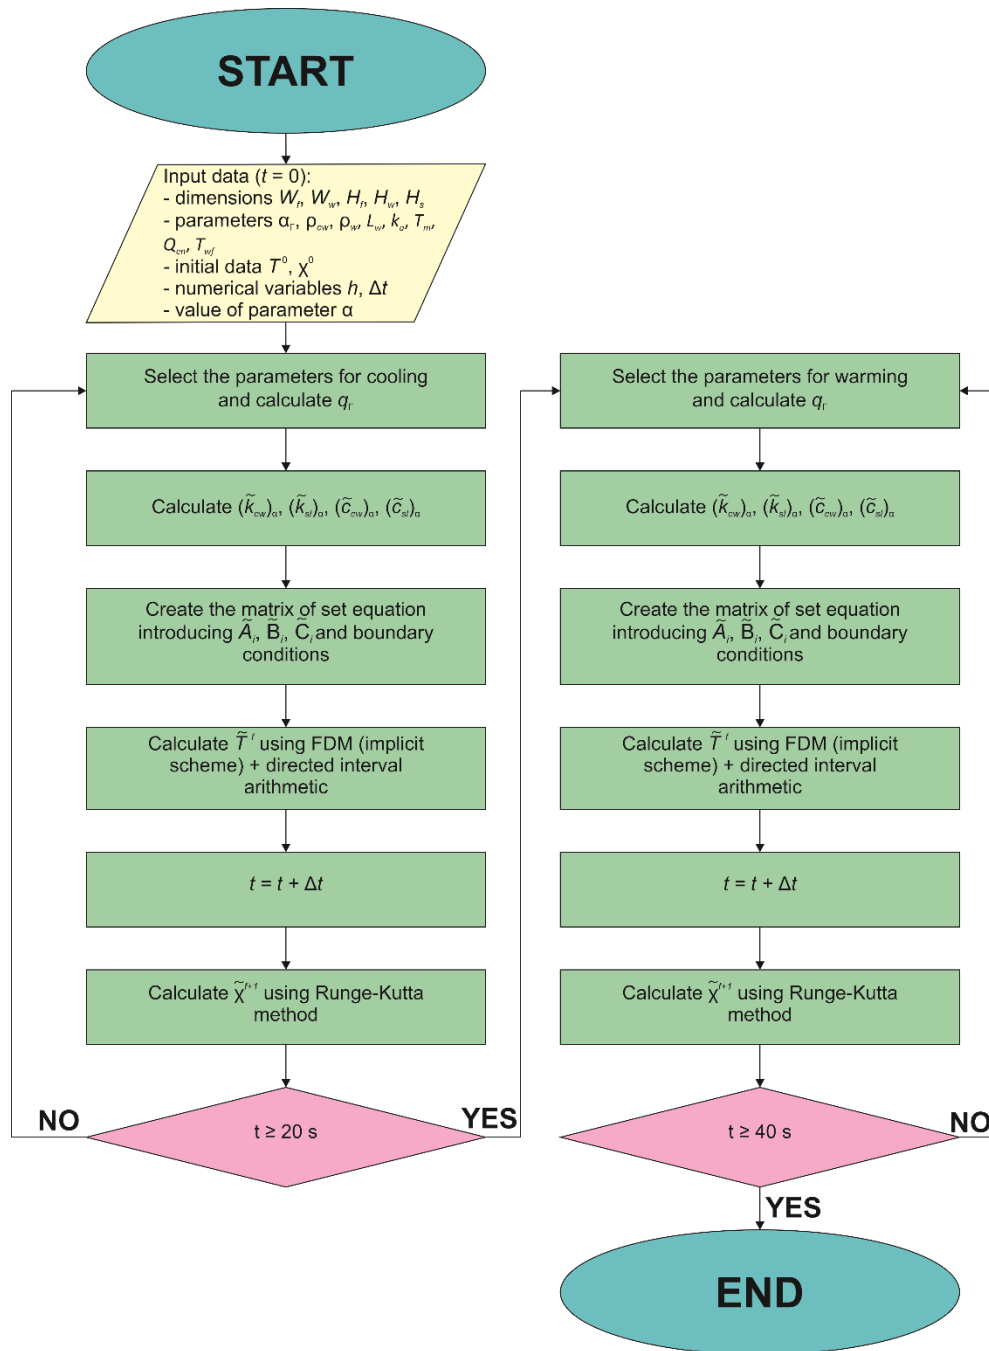 START
Input data (t = 0):
- dimensions W_f, W_w, H_f, H_w, H_s
- parameters α_Γ, ρ_cw, ρ_w, L_w, k_o, T_m,
Q_en, T_wf
- initial data T⁰, χ⁰
- numerical variables h, Δt
- value of parameter α
Select the parameters for cooling
and calculate q_Γ
Calculate (k̃_cw)_α, (k̃_sl)_α, (c̃_cw)_α, (c̃_sl)_α
Create the matrix of set equation
introducing Ã_i, B̃_i, C̃_i and boundary
conditions
Calculate T̃ ᶠ using FDM (implicit
scheme) + directed interval
arithmetic
t = t + Δt
Calculate χ̃ᶠ⁺¹ using Runge-Kutta
method
NO
t ≥ 20 s
YES
Select the parameters for warming
and calculate q_Γ
Calculate (k̃_cw)_α, (k̃_sl)_α, (c̃_cw)_α, (c̃_sl)_α
Create the matrix of set equation
introducing Ã_i, B̃_i, C̃_i and boundary
conditions
Calculate T̃ ᶠ using FDM (implicit
scheme) + directed interval
arithmetic
t = t + Δt
Calculate χ̃ᶠ⁺¹ using Runge-Kutta
method
t ≥ 40 s
NO
YES
END